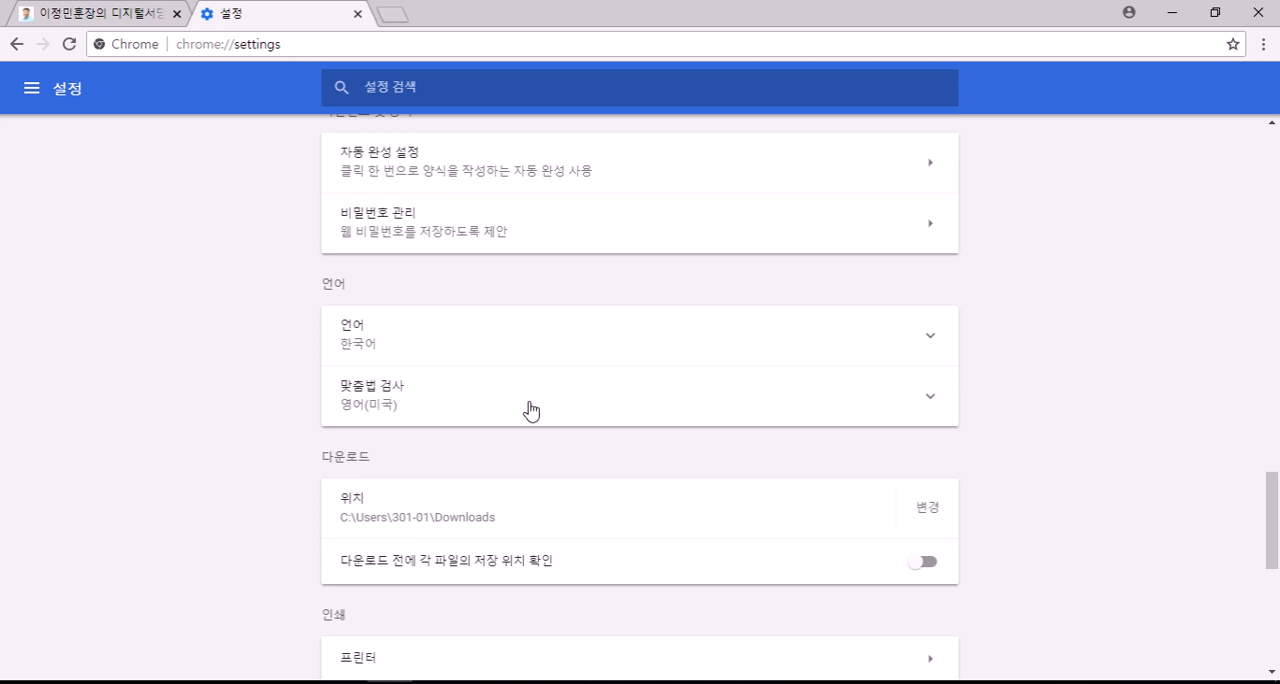 이정민훈장의 디지털서당
설정
Chrome
chrome://settings
설정
설정 검색
자동 완성 설정
클릭 한 번으로 양식을 작성하는 자동 완성 사용
비밀번호 관리
웹 비밀번호를 저장하도록 제안
언어
언어
한국어
맞춤법 검사
영어(미국)
다운로드
위치
C:\Users\301-01\Downloads
변경
다운로드 전에 각 파일의 저장 위치 확인
인쇄
프린터